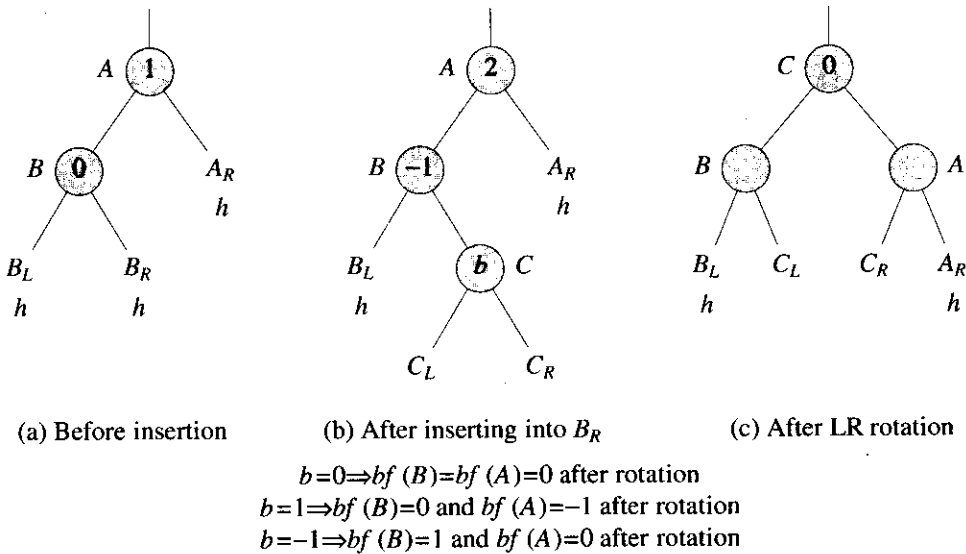 A 1 A 2 C 0
B 0 A_R B −1 A_R B A
h h
B_L B_R B_L b C B_L C_L C_R A_R
h h h h h
C_L C_R
(a) Before insertion (b) After inserting into B_R (c) After LR rotation
b=0⇒bf (B)=bf (A)=0 after rotation
b=1⇒bf (B)=0 and bf (A)=−1 after rotation
b=−1⇒bf (B)=1 and bf (A)=0 after rotation